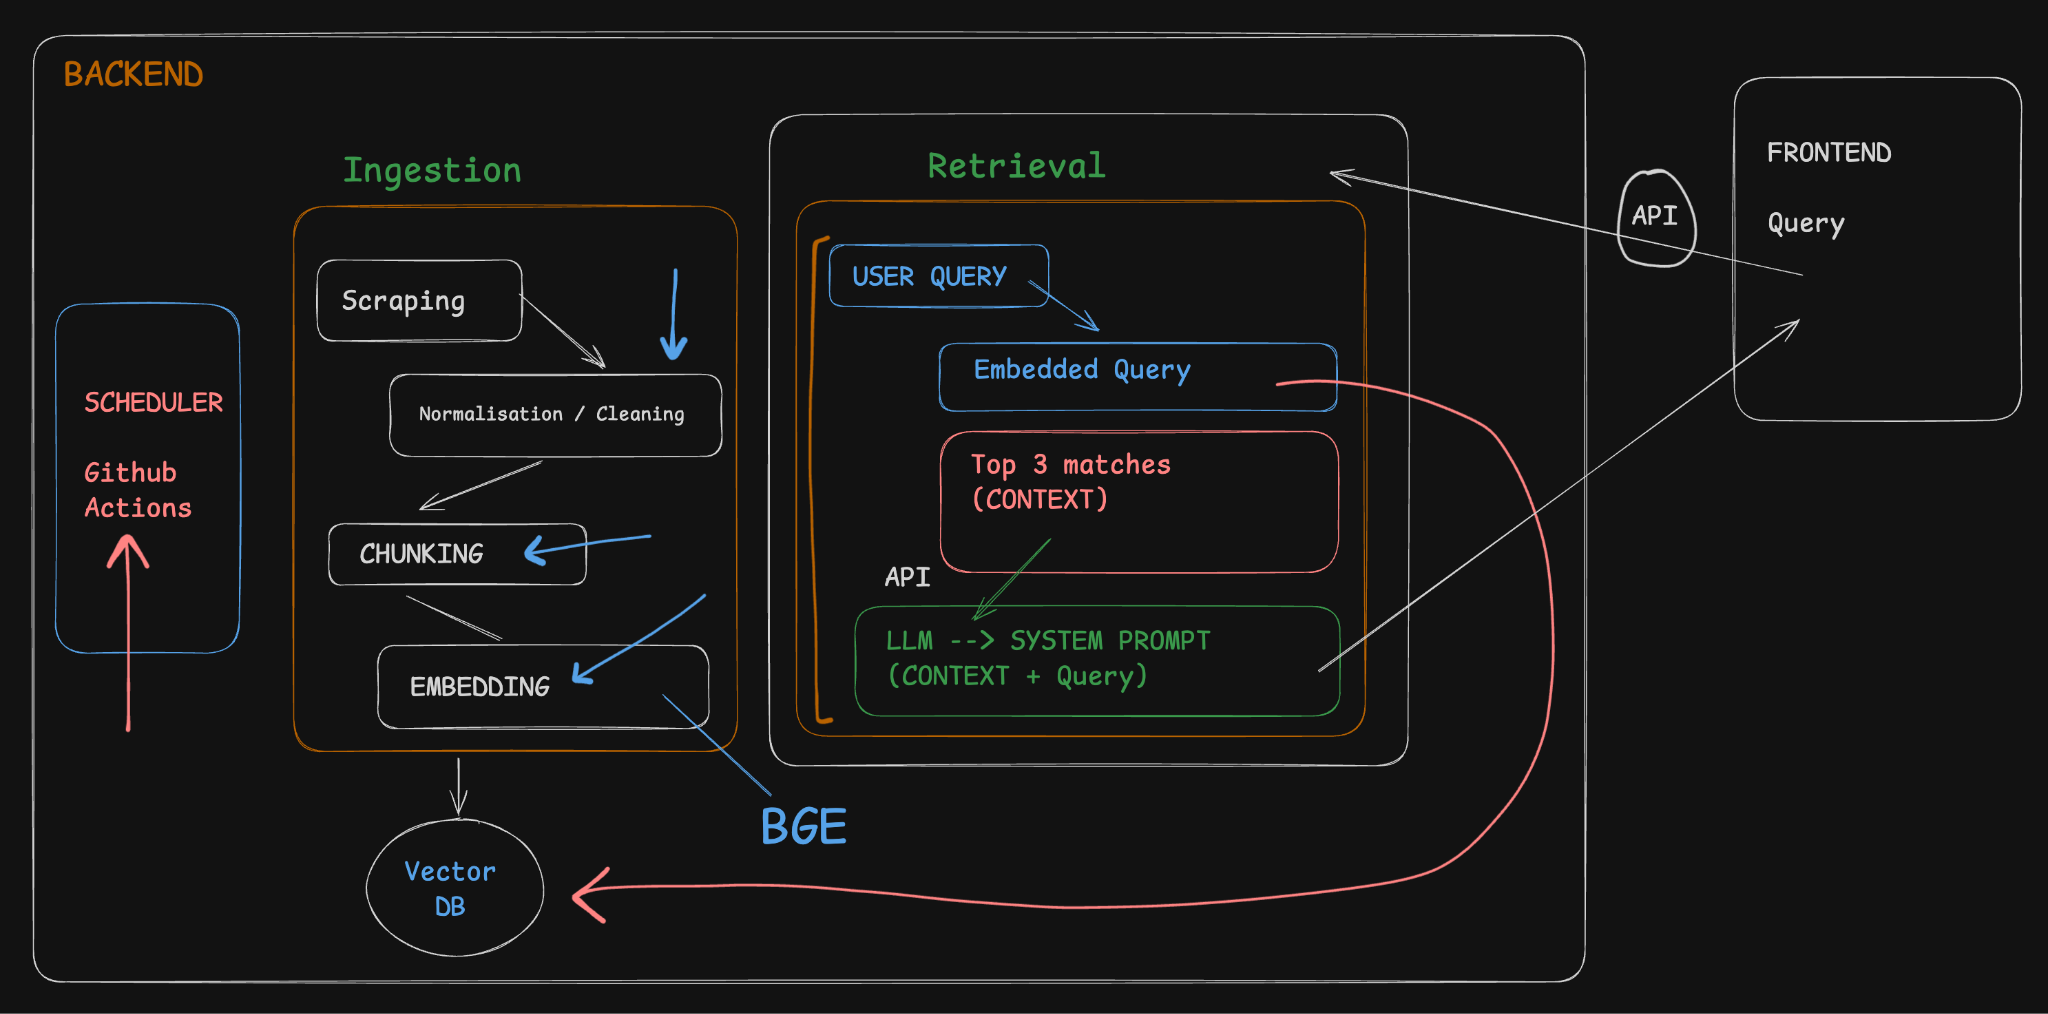 BACKEND
Ingestion
Scraping
Normalisation / Cleaning
CHUNKING
EMBEDDING
SCHEDULER
Github
Actions
Vector
DB
BGE
Retrieval
USER QUERY
Embedded Query
Top 3 matches
(CONTEXT)
API
LLM --> SYSTEM PROMPT
(CONTEXT + Query)
API
FRONTEND
Query